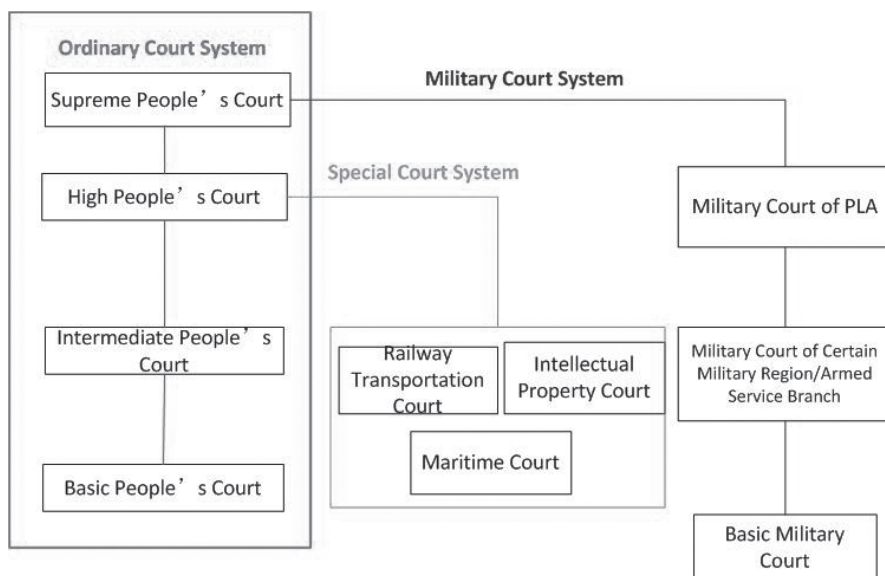 Ordinary Court System
Supreme People’s Court
High People’s Court
Intermediate People’s
Court
Basic People’s Court
Special Court System
Railway
Transportation
Court
Intellectual
Property Court
Maritime Court
Military Court System
Military Court of PLA
Military Court of Certain
Military Region/Armed
Service Branch
Basic Military
Court